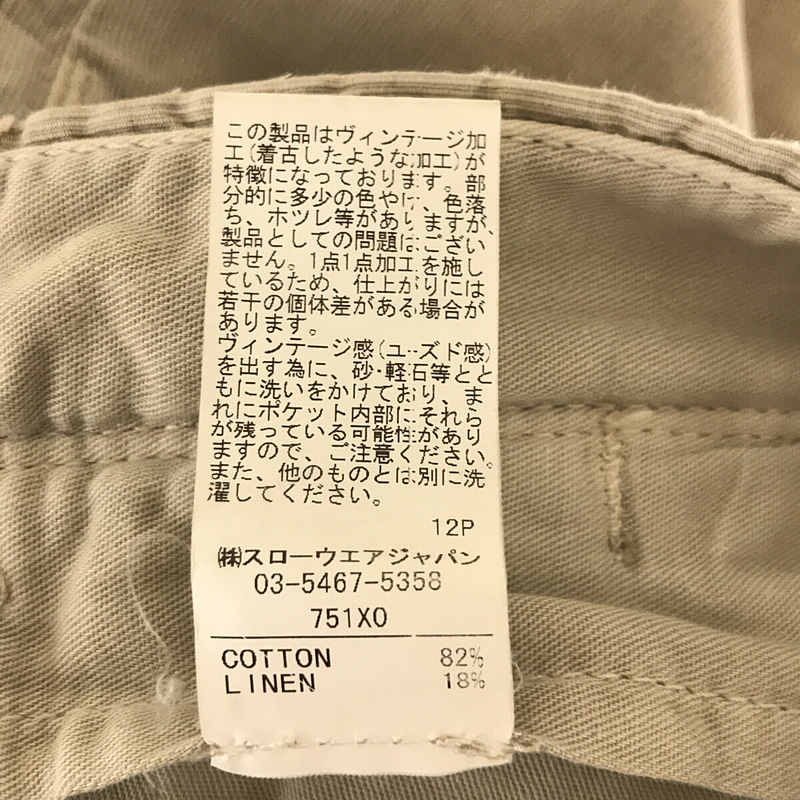 この製品はヴィンテージ加
工(着古したような加工)が
特徴になっております。部
分的に多少の色やけ、色落
ち、ホツレ等がありますが、
製品としての問題はござい
ません。1点1点加工を施し
ているため、仕上がりには
若干の個体差がある場合が
あります。
ヴィンテージ感(ユーズド感)
を出す為に、砂・軽石等とと
もに洗いをかけており、ま
れにポケット内部にそれら
が残っている可能性があり
ますので、ご注意ください。
また、他のものとは別に洗
濯してください。
12P
㈱スローウエアジャパン
03-5467-5358
751X0
COTTON 82%
LINEN 18%